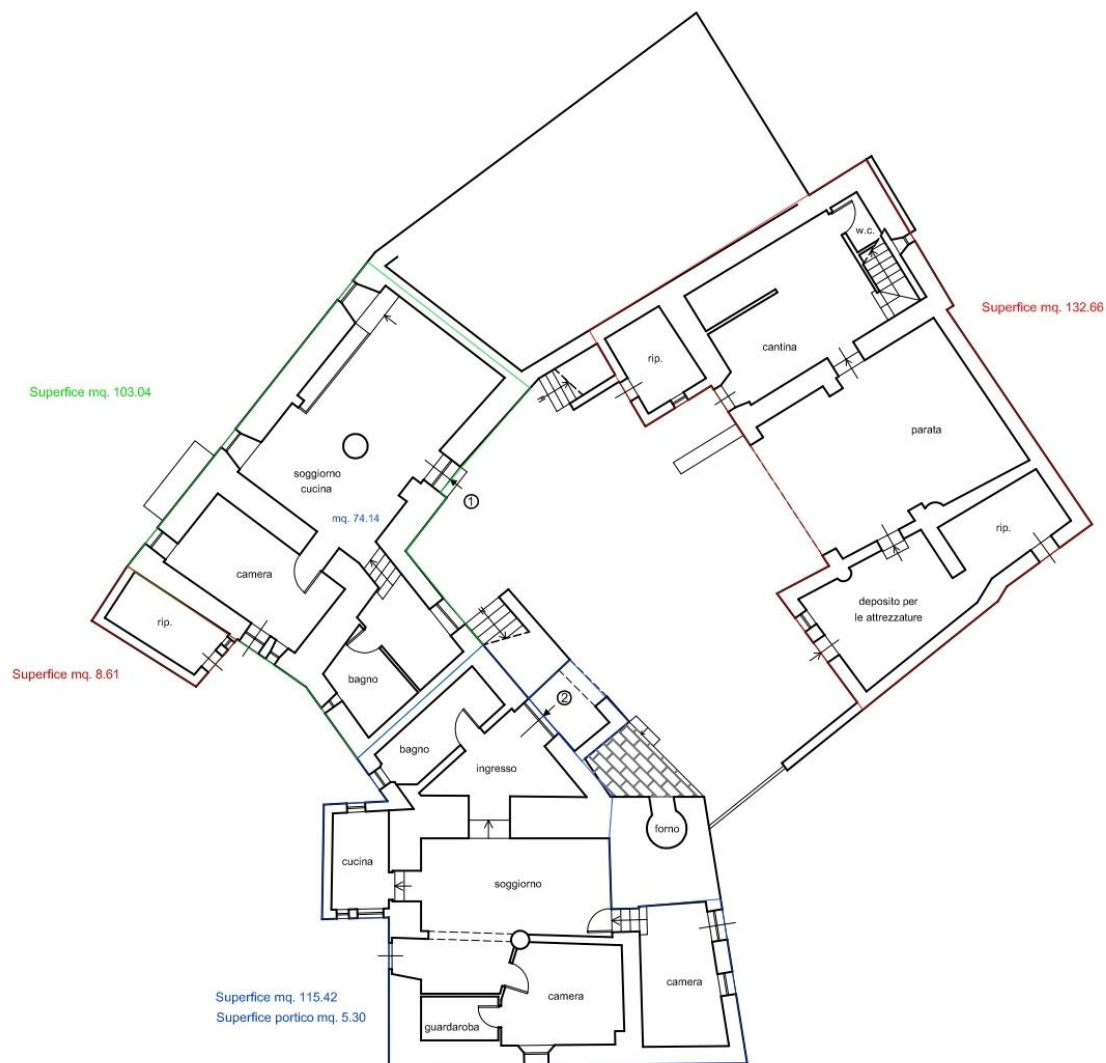 w.c.
Superfice mq. 132.66
cantina
rip.
Superfice mq. 103.04
parata
soggiorno
cucina
1
mq. 74.14
rip.
camera
deposito per
le attrezzature
rip.
Superfice mq. 8.61
bagno
2
bagno
ingresso
forno
cucina
soggiorno
camera
Superfice mq. 115.42
camera
Superfice portico mq. 5.30
guardaroba